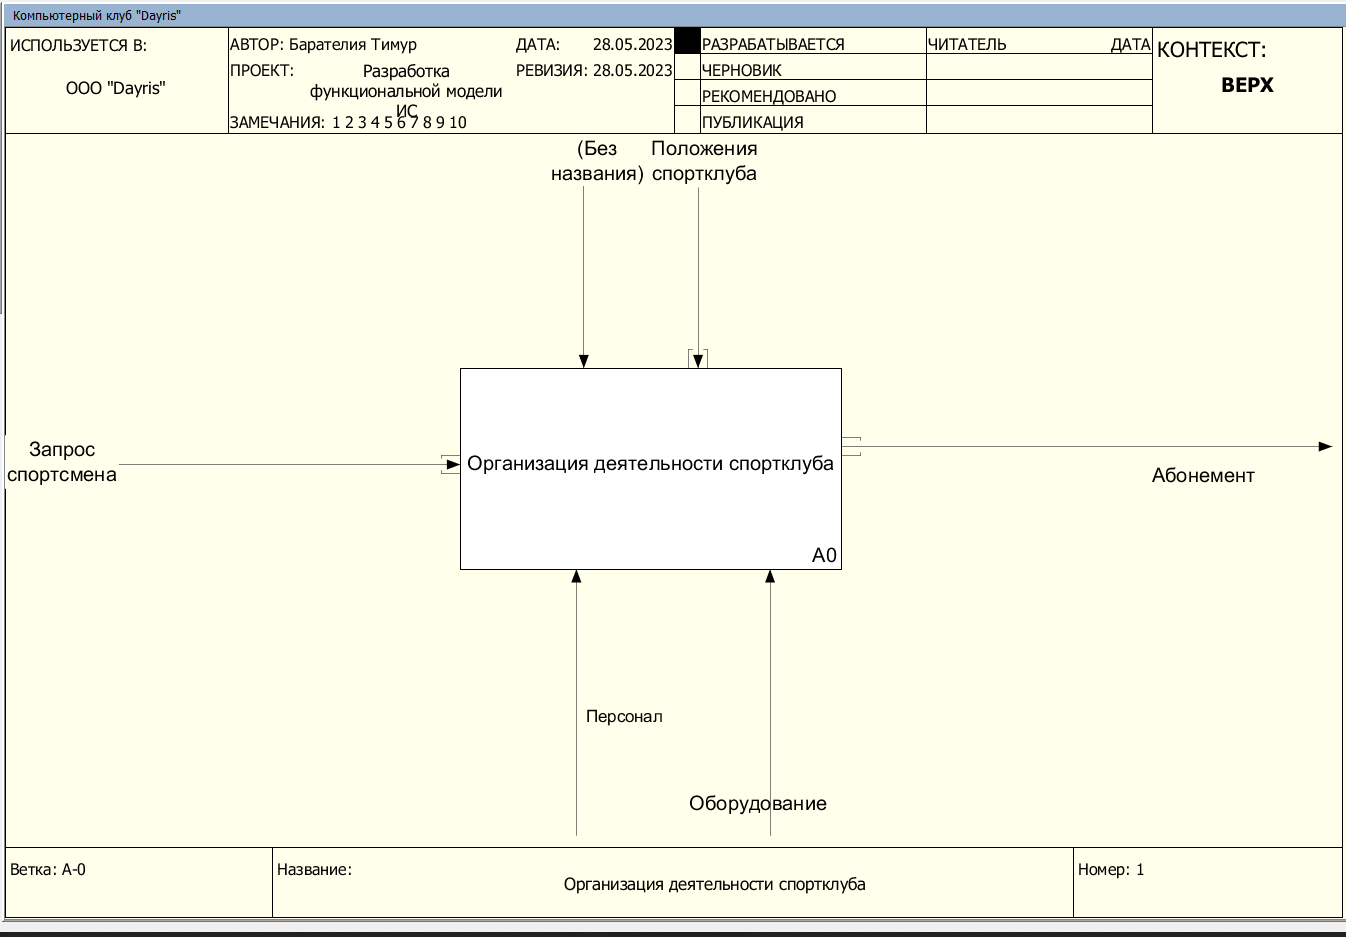 Компьютерный клуб "Dayris"
ИСПОЛЬЗУЕТСЯ В:
ООО "Dayris"
АВТОР: Барателия Тимур
ДАТА: 28.05.2023
ПРОЕКТ: Разработка
функциональной модели
ИС
РЕВИЗИЯ: 28.05.2023
ЗАМЕЧАНИЯ: 1 2 3 4 5 6 7 8 9 10
РАЗРАБАТЫВАЕТСЯ
ЧЕРНОВИК
РЕКОМЕНДОВАНО
ПУБЛИКАЦИЯ
ЧИТАТЕЛЬ ДАТА
КОНТЕКСТ:
ВЕРХ
(Без
названия)
Положения
спортклуба
Запрос
спортсмена
Организация деятельности спортклуба
A0
Абонемент
Персонал
Оборудование
Ветка: A-0
Название:
Организация деятельности спортклуба
Номер: 1